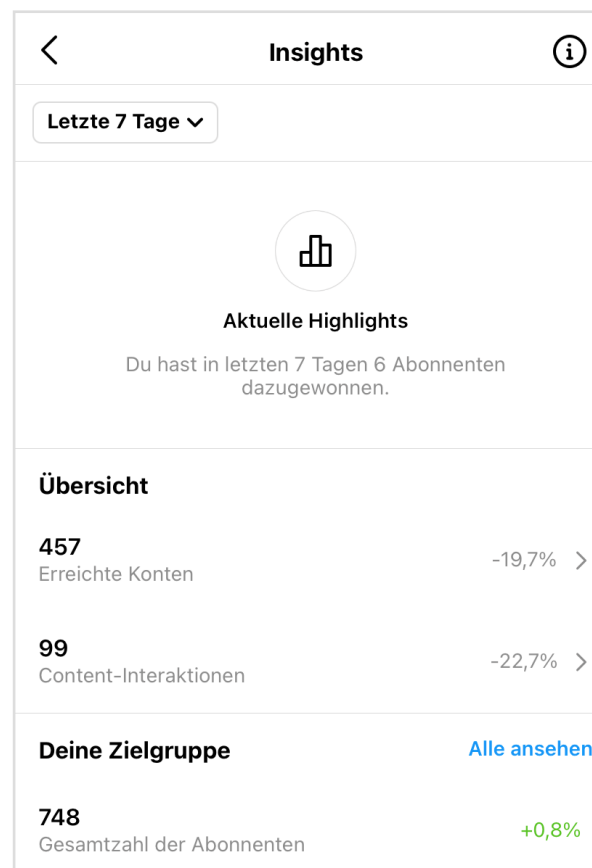 Insights
Letzte 7 Tage
Aktuelle Highlights
Du hast in letzten 7 Tagen 6 Abonnenten
dazugewonnen.
Übersicht
457
Erreichte Konten
-19,7%
99
Content-Interaktionen
-22,7%
Deine Zielgruppe
Alle ansehen
748
Gesamtzahl der Abonnenten
+0,8%